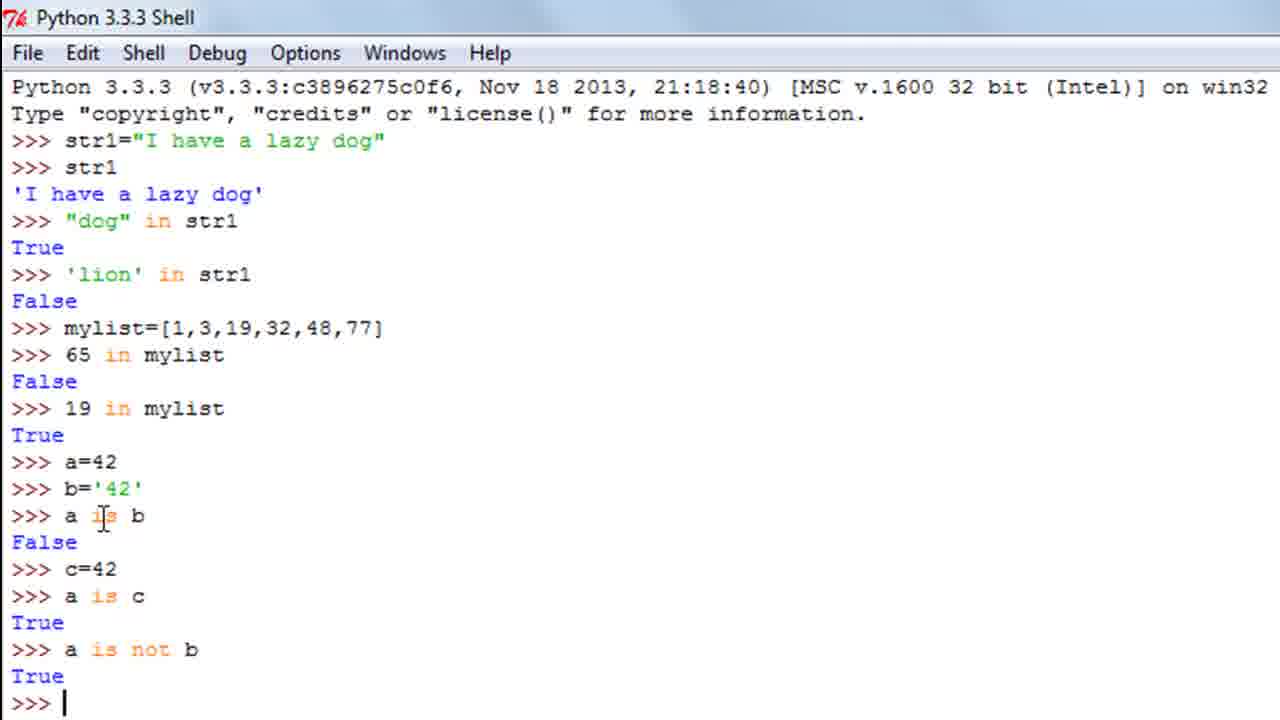 Python 3.3.3 Shell
File Edit Shell Debug Options Windows Help
Python 3.3.3 (v3.3.3:c3896275c0f6, Nov 18 2013, 21:18:40) [MSC v.1600 32 bit (Intel)] on win32
Type "copyright", "credits" or "license()" for more information.
>>> str1="I have a lazy dog"
>>> str1
'I have a lazy dog'
>>> "dog" in str1
True
>>> 'lion' in str1
False
>>> mylist=[1,3,19,32,48,77]
>>> 65 in mylist
False
>>> 19 in mylist
True
>>> a=42
>>> b='42'
>>> a is b
False
>>> c=42
>>> a is c
True
>>> a is not b
True
>>>